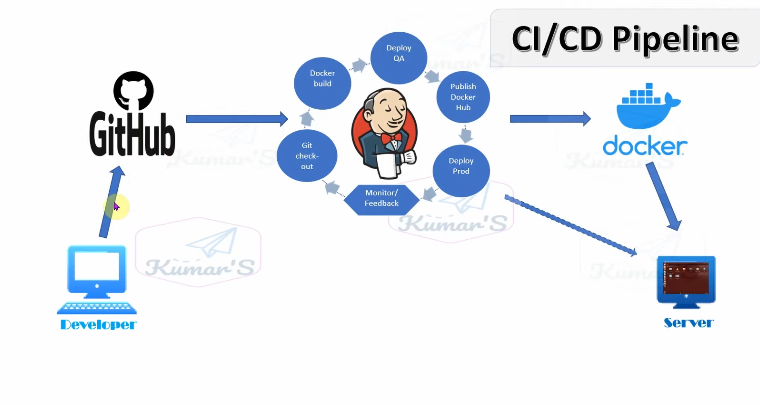 CI/CD Pipeline
GitHub
Deploy
QA
Docker
build
Publish
Docker
Hub
Git
check-
out
Deploy
Prod
Monitor/
Feedback
docker
Kumar'S
Kumar'S
Kumar'S
Developer
Server